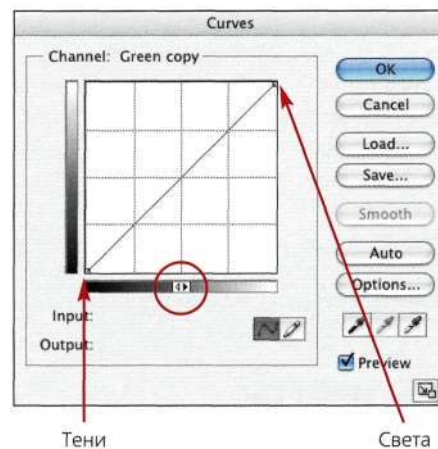 Curves
Channel: Green copy
OK
Cancel
Load...
Save...
Smooth
Auto
Options...
Input:
Output:
Preview
Тени
Света